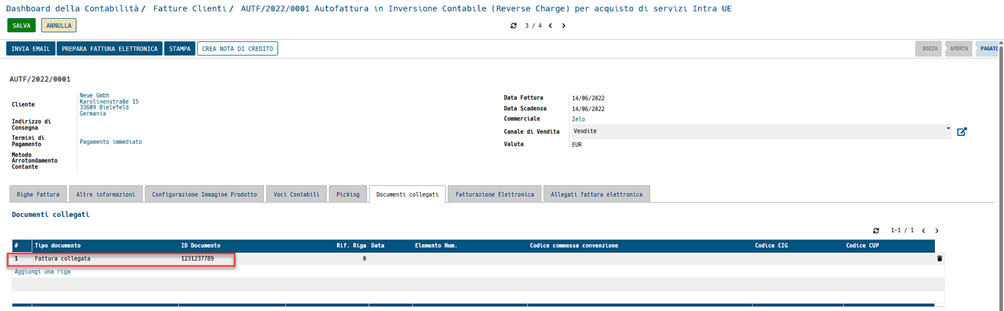 Dashboard della Contabilità / Fatture Clienti / AUTF/2022/0001 Autofattura in Inversione Contabile (Reverse Charge) per acquisto di servizi Intra UE
SALVA ANNULLA 3 / 4
INVIA EMAIL PREPARA FATTURA ELETTRONICA STAMPA CREA NOTA DI CREDITO BOZZA APERTA PAGATO
AUTF/2022/0001
Cliente
Neue Gmbh
Karolinenstraße 15
33609 Bielefeld
Germania
Indirizzo di
Consegna
Termini di
Pagamento
Pagamento immediato
Metodo
Arrotondamento
Contante
Data Fattura 14/06/2022
Data Scadenza 14/06/2022
Commerciale Zelo
Canale di Vendita Vendite
Valuta EUR
Righe Fattura Altre informazioni Configurazione Immagine Prodotto Voci Contabili Picking Documenti collegati Fatturazione Elettronica Allegati fattura elettronica
Documenti collegati
1-1 / 1
# Tipo documento ID Documento Rif. Riga Data Elemento Num. Codice commessa convenzione Codice CIG Codice CUP
1 Fattura collegata 1231237789 0
Aggiungi una riga